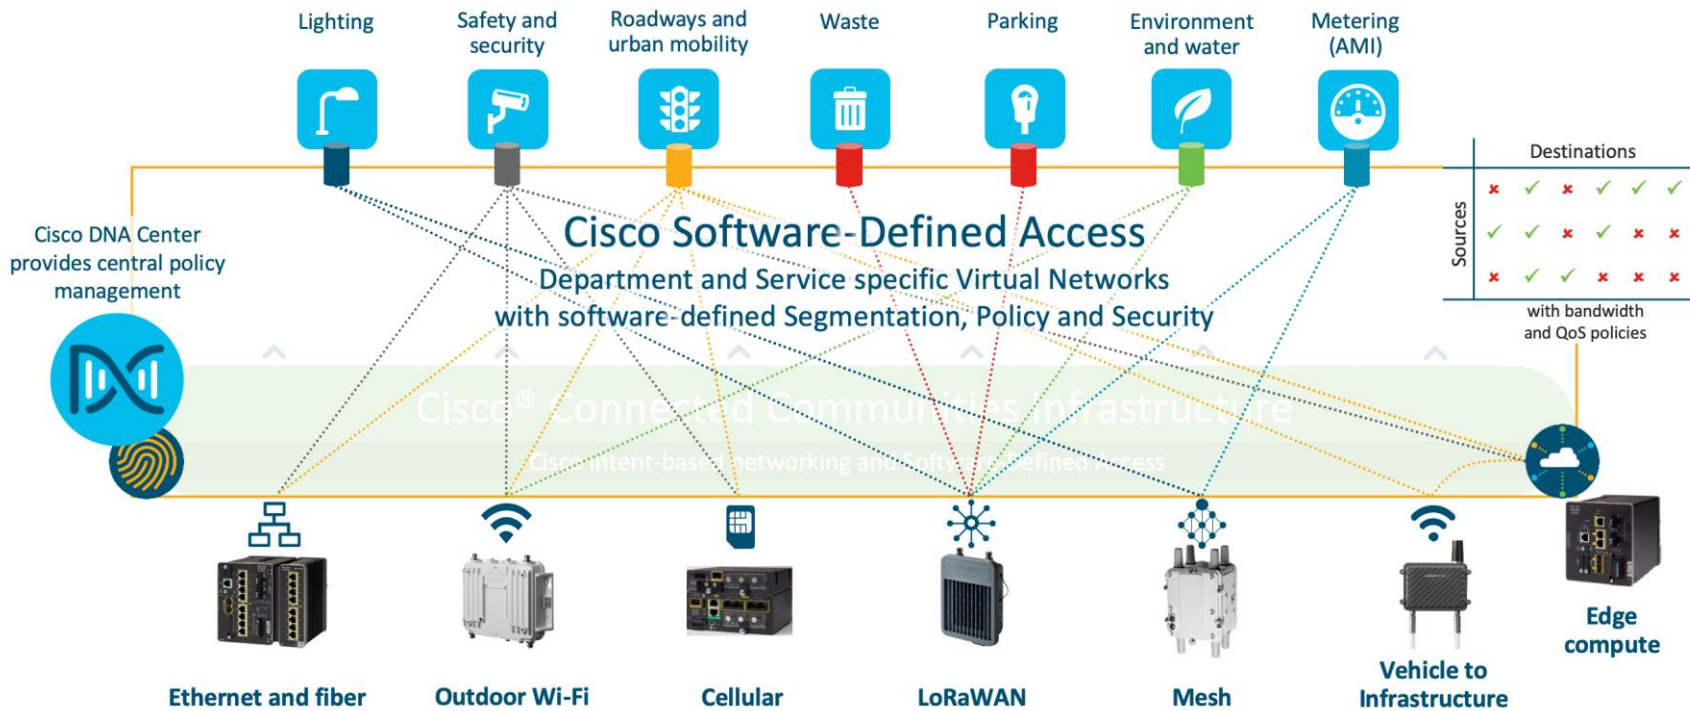 Lighting
Safety and
security
Roadways and
urban mobility
Waste
Parking
Environment
and water
Metering
(AMI)
Destinations
Sources
with bandwidth
and QoS policies
Cisco DNA Center
provides central policy
management
Cisco Software-Defined Access
Department and Service specific Virtual Networks
with software-defined Segmentation, Policy and Security
Cisco® Connected Communities Infrastructure
Cisco Intent-based networking and Software-Defined Access
Ethernet and fiber
Outdoor Wi-Fi
Cellular
LoRaWAN
Mesh
Vehicle to
Infrastructure
Edge
compute